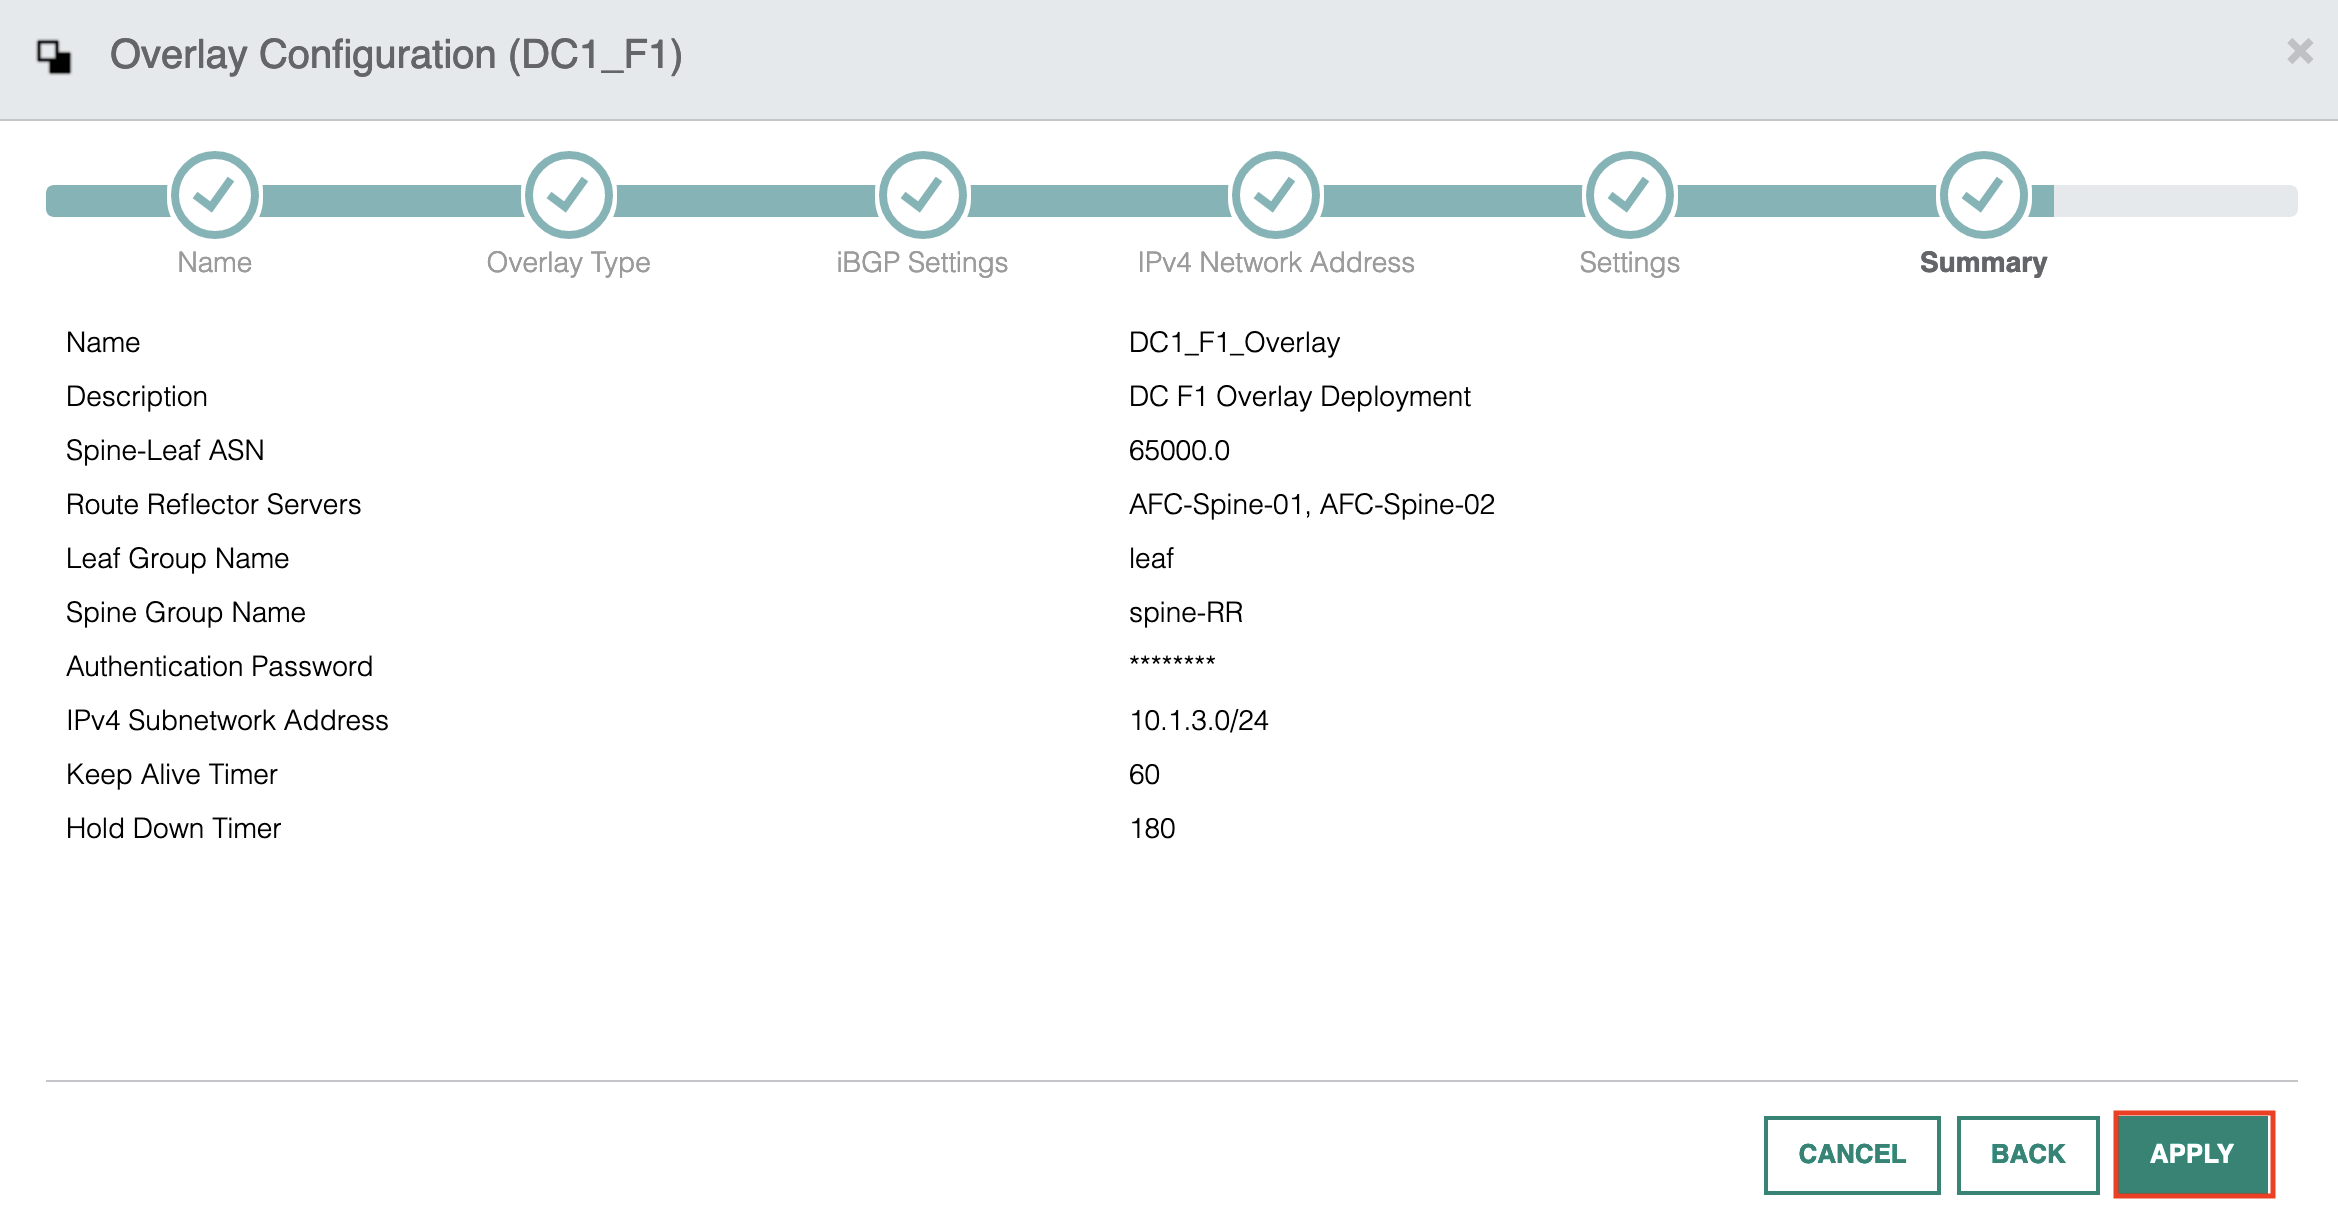 Overlay Configuration (DC1_F1)
Name
Overlay Type
iBGP Settings
IPv4 Network Address
Settings
Summary
Name DC1_F1_Overlay
Description DC F1 Overlay Deployment
Spine-Leaf ASN 65000.0
Route Reflector Servers AFC-Spine-01, AFC-Spine-02
Leaf Group Name leaf
Spine Group Name spine-RR
Authentication Password ********
IPv4 Subnetwork Address 10.1.3.0/24
Keep Alive Timer 60
Hold Down Timer 180
CANCEL
BACK
APPLY